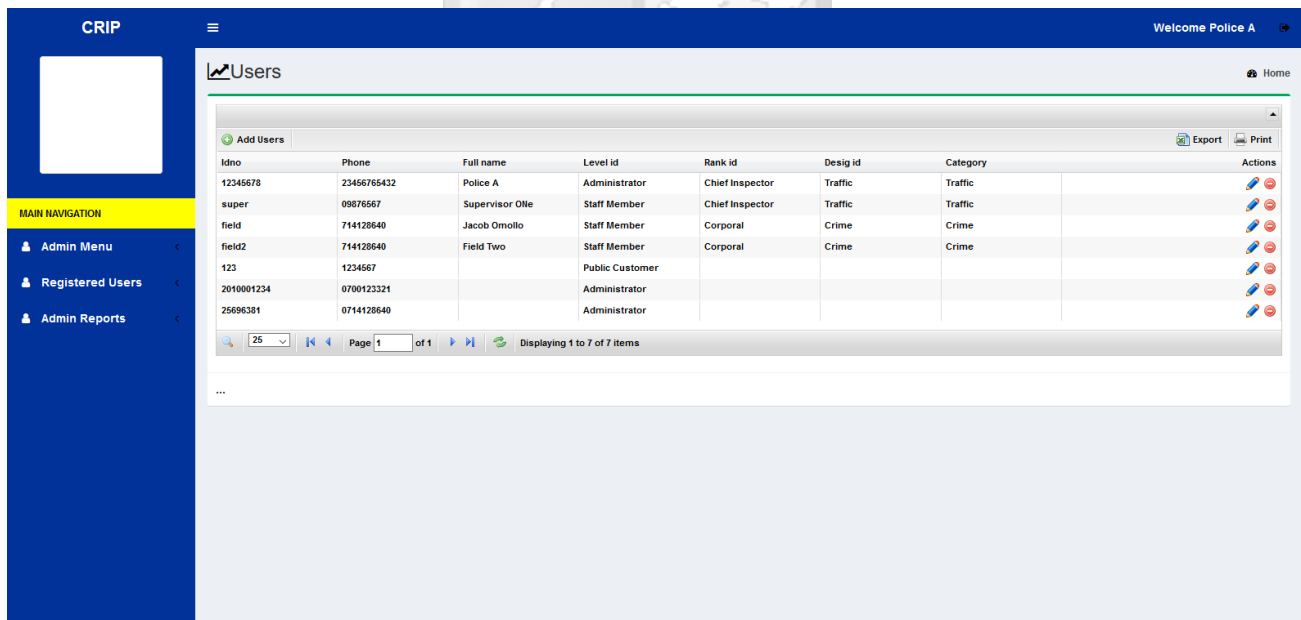 CRIP
Welcome Police A
Users
Home
Add Users
Export Print
Idno Phone Full name Level id Rank id Desig id Category Actions
12345678 23456765432 Police A Administrator Chief Inspector Traffic Traffic
super 09876567 Supervisor ONe Staff Member Chief Inspector Traffic Traffic
MAIN NAVIGATION
field 714128640 Jacob Omollo Staff Member Corporal Crime Crime
Admin Menu
field2 714128640 Field Two Staff Member Corporal Crime Crime
123 1234567 Public Customer
Registered Users
2010001234 0700123321 Administrator
25696381 0714128640 Administrator
Admin Reports
25 Page 1 of 1 Displaying 1 to 7 of 7 items
...